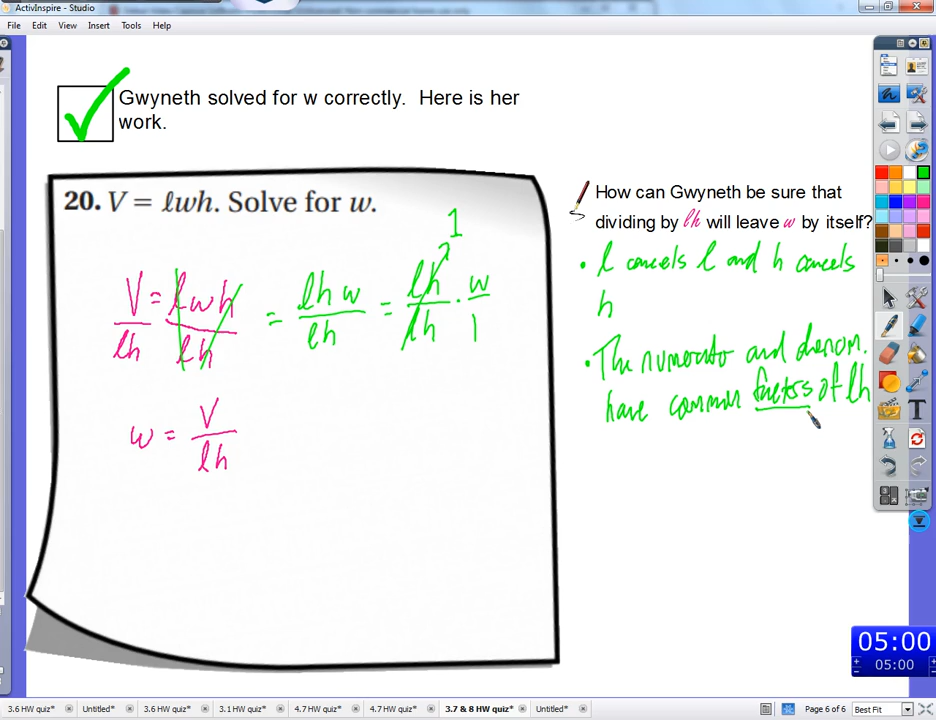 ActivInspire - Studio
File Edit View Insert Tools Help
Gwyneth solved for w correctly. Here is her
work.
20. V = ℓwh. Solve for w.
1
V = lwh = lhw = lh · w
lh lh lh lh 1
w = V
lh
How can Gwyneth be sure that
dividing by lh will leave w by itself?
• l cancels l and h cancels
h
• The numerator and denom.
have common factors of lh
05:00
05:00
3.6 HW quiz* Untitled* 3.6 HW quiz* 3.1 HW quiz* 4.7 HW quiz* 4.7 HW quiz* 3.7 & 8 HW quiz* Untitled* Page 6 of 6 Best Fit